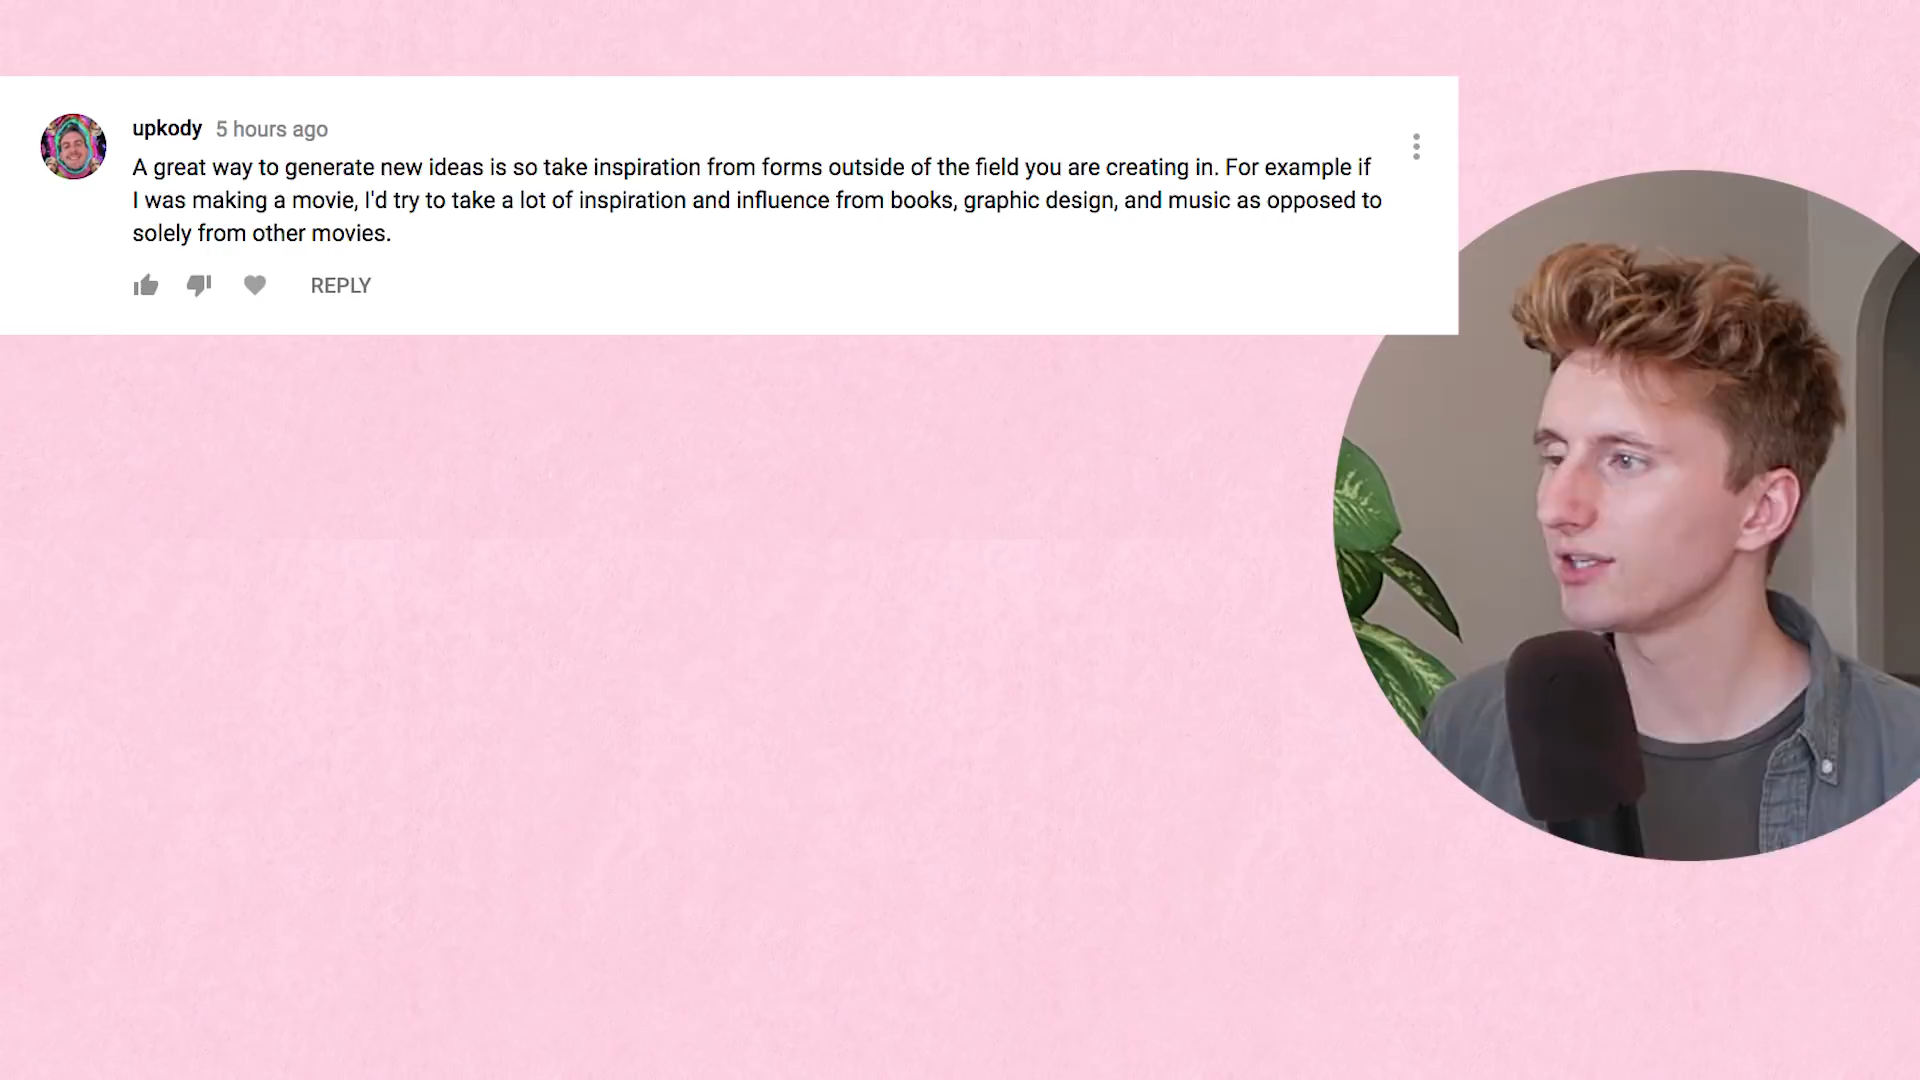 upkody 5 hours ago
A great way to generate new ideas is so take inspiration from forms outside of the field you are creating in. For example if
I was making a movie, I'd try to take a lot of inspiration and influence from books, graphic design, and music as opposed to
solely from other movies.
REPLY